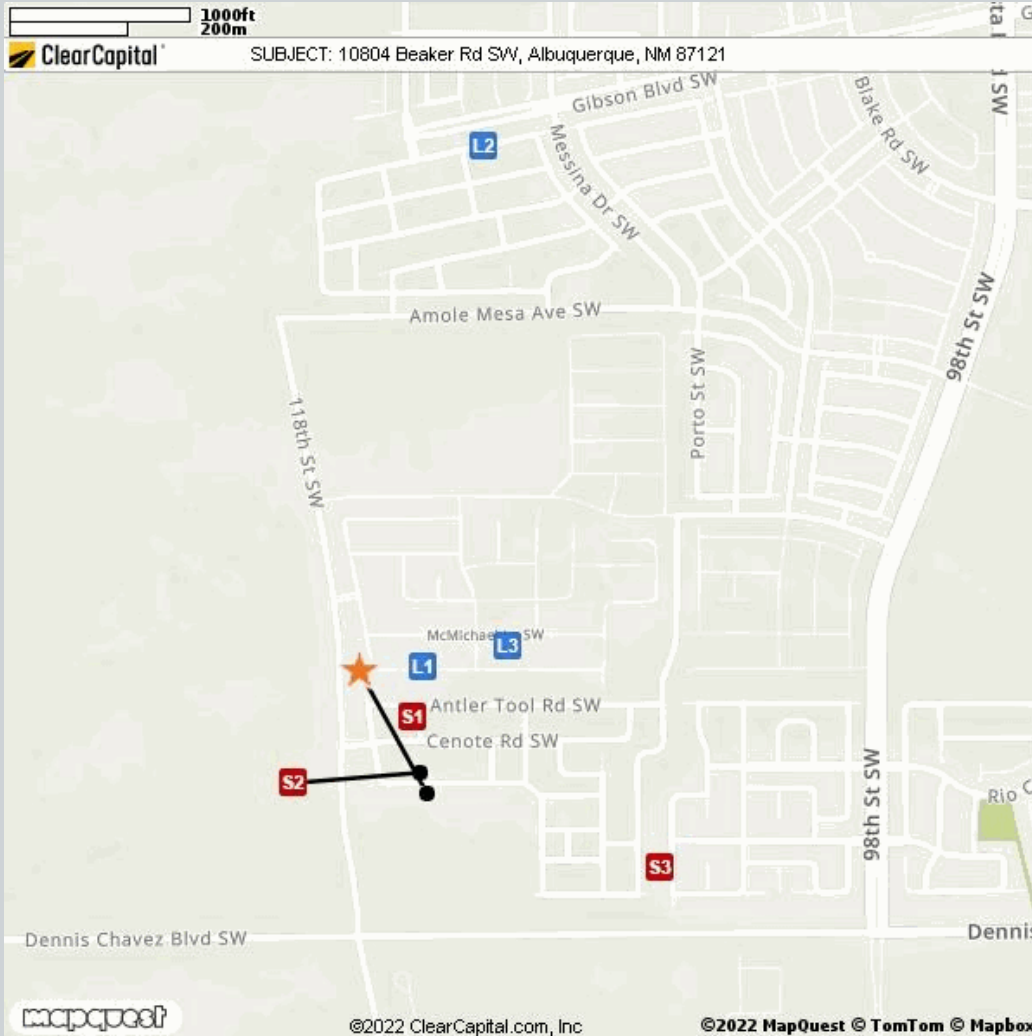 1000ft
200m
ClearCapital SUBJECT: 10804 Beaker Rd SW, Albuquerque, NM 87121
Gibson Blvd SW
Blake Rd SW
L2
Messina Dr SW
98th St SW
Amole Mesa Ave SW
Porto St SW
118th St SW
L3
L1
S1
Antler Tool Rd SW
Cenote Rd SW
S2
98th St SW
Rio
S3
Dennis Chavez Blvd SW
Dennis
mapquest
©2022 ClearCapital.com, Inc
©2022 MapQuest © TomTom © Mapbox